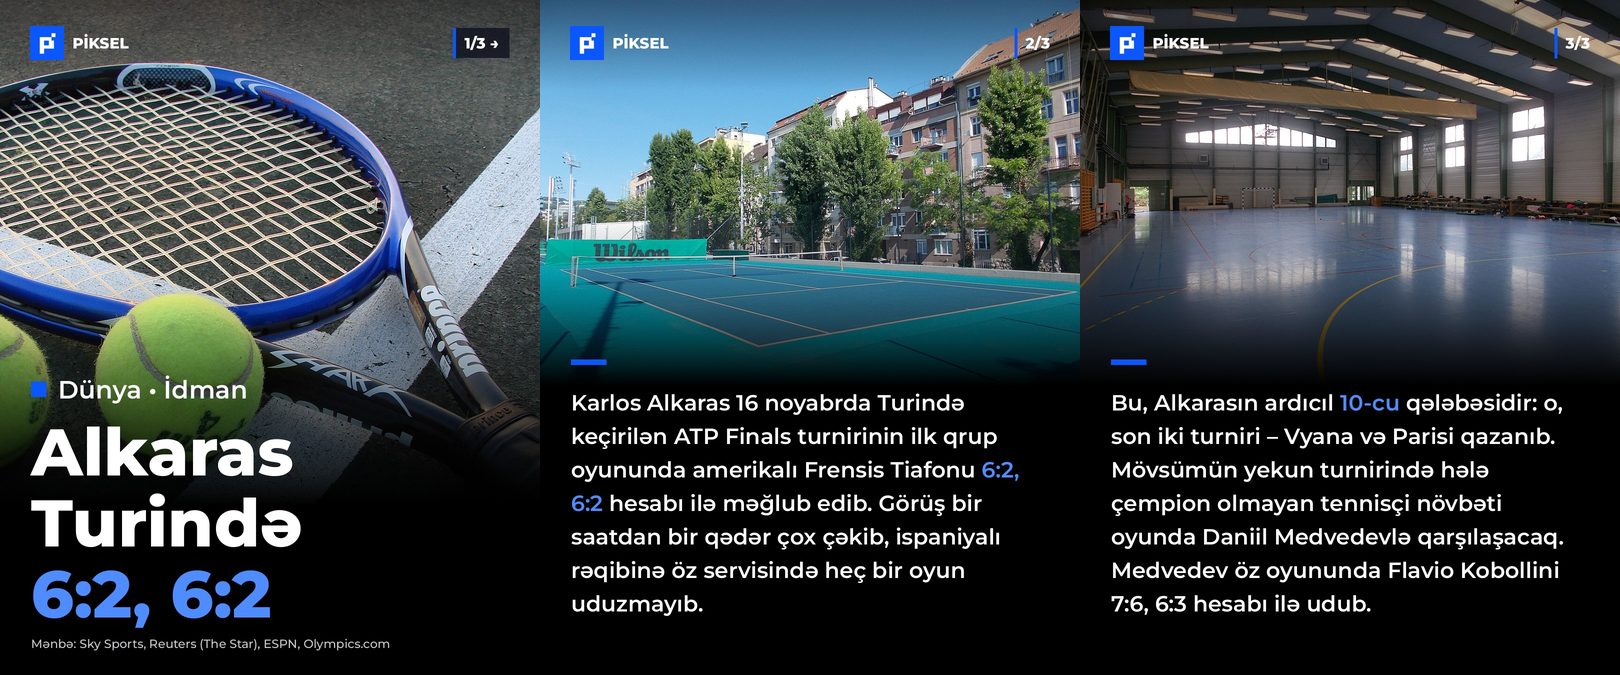 PİKSEL
1/3 →
Dünya • İdman
Alkaras
Turində
6:2, 6:2
Mənbə: Sky Sports, Reuters (The Star), ESPN, Olympics.com
PİKSEL
2/3
Wilson
Karlos Alkaras 16 noyabrda Turində
keçirilən ATP Finals turnirinin ilk qrup
oyununda amerikalı Frensis Tiafonu 6:2,
6:2 hesabı ilə məğlub edib. Görüş bir
saatdan bir qədər çox çəkib, ispaniyalı
rəqibinə öz servisində heç bir oyun
uduzmayıb.
PİKSEL
3/3
Bu, Alkarasın ardıcıl 10-cu qələbəsidir: o,
son iki turniri – Vyana və Parisi qazanıb.
Mövsümün yekun turnirində hələ
çempion olmayan tennisçi növbəti
oyunda Daniil Medvedevlə qarşılaşacaq.
Medvedev öz oyununda Flavio Kobollini
7:6, 6:3 hesabı ilə udub.